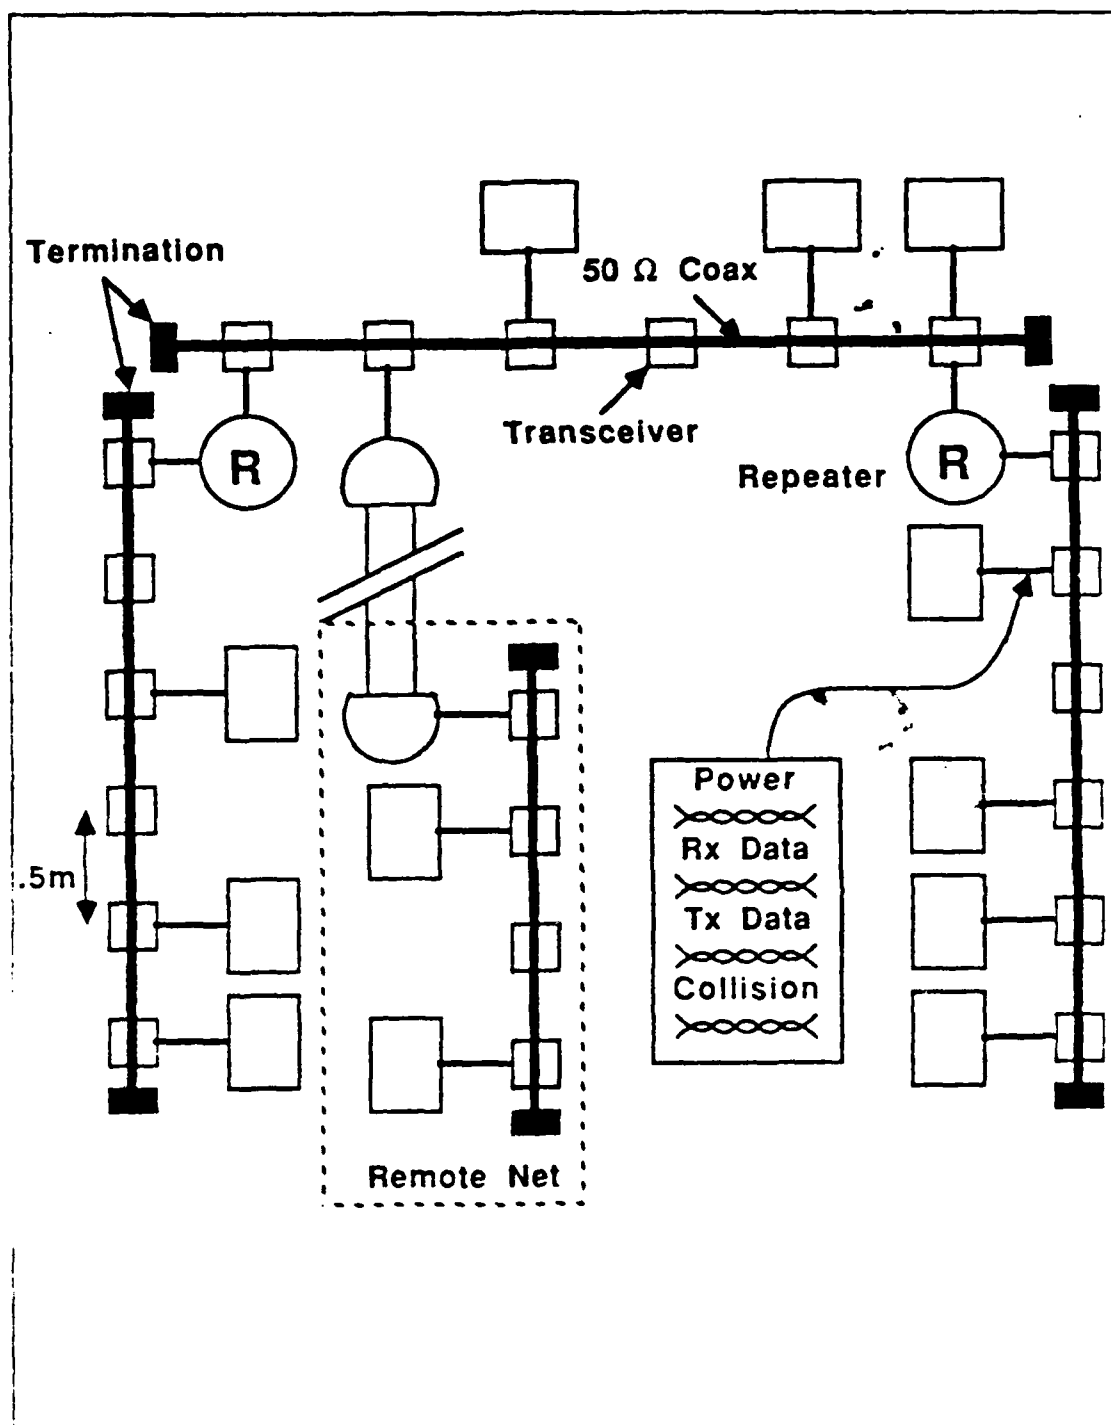 Termination
50 Ω Coax
Transceiver
R
Repeater
R
.5m
Power
Rx Data
Tx Data
Collision
Remote Net